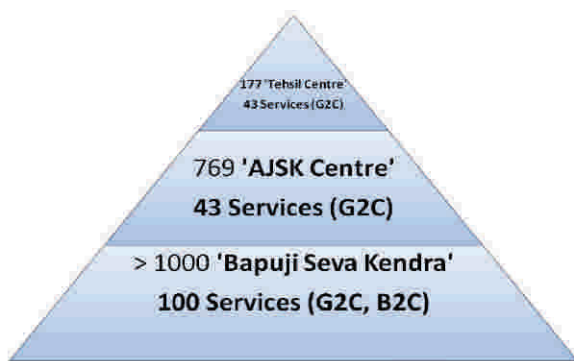 177 'Tehsil Centre'
43 Services (G2C)
769 'AJSK Centre'
43 Services (G2C)
> 1000 'Bapuji Seva Kendra'
100 Services (G2C, B2C)